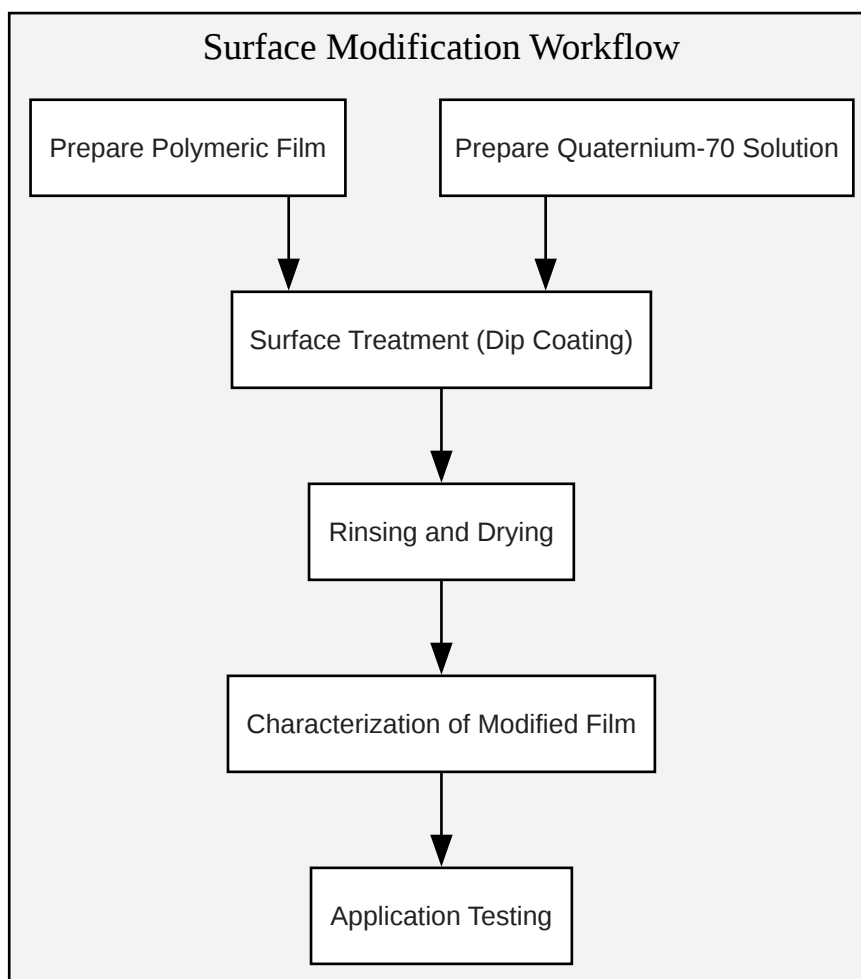 Surface Modification Workflow
Prepare Polymeric Film
Prepare Quaternium-70 Solution
Surface Treatment (Dip Coating)
Rinsing and Drying
Characterization of Modified Film
Application Testing